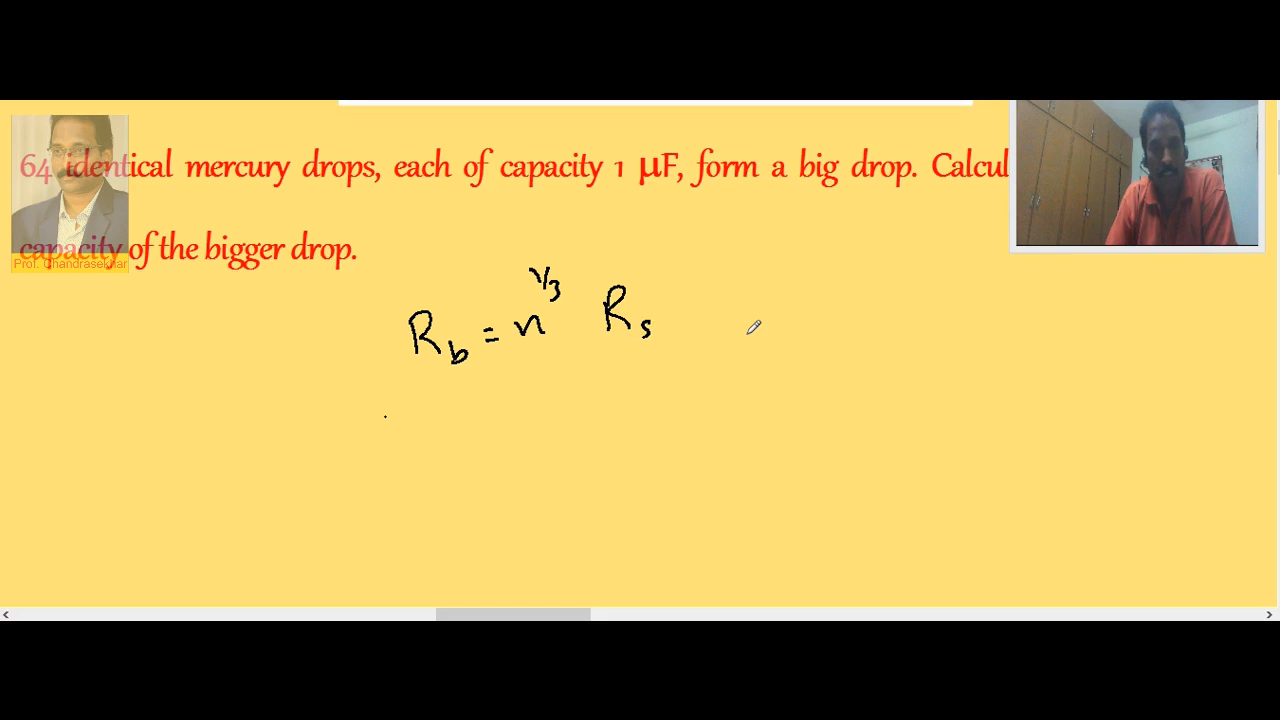 64 identical mercury drops, each of capacity 1 μF, form a big drop. Calcul
capacity of the bigger drop.
Prof. Chandrasekhar
R_b = n^{1/3} R_s